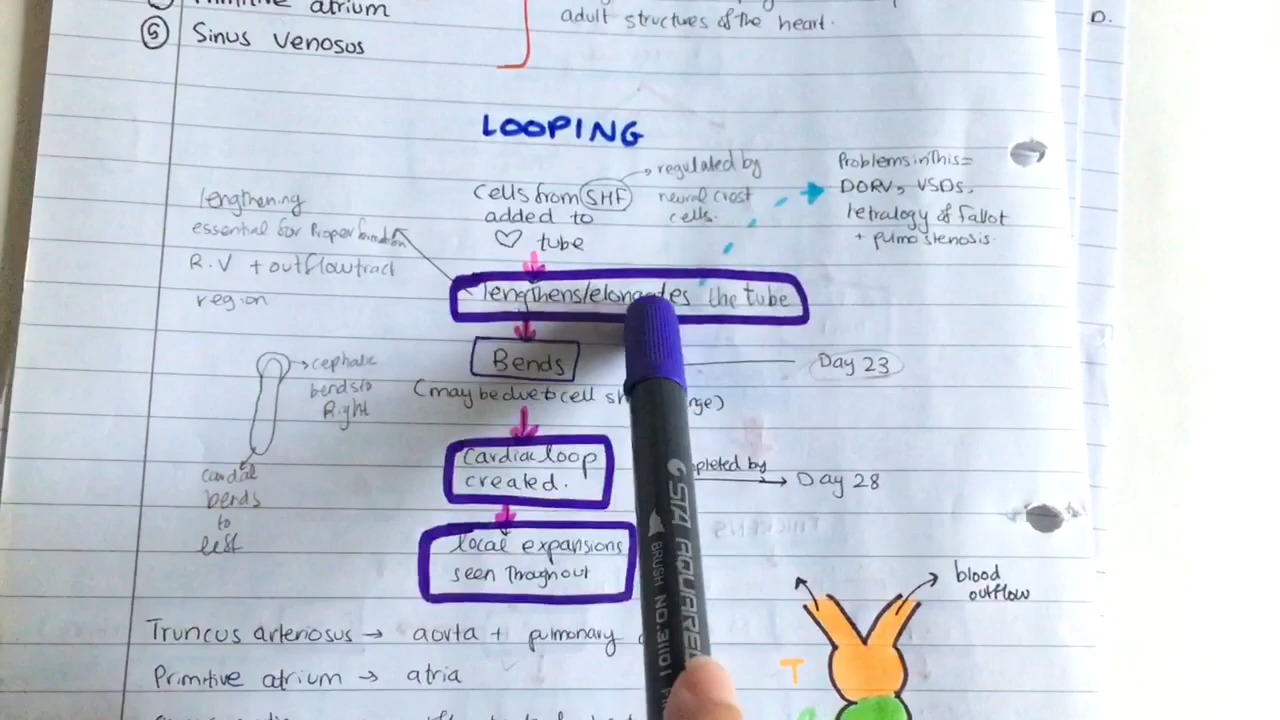 atrium
adult structures of the heart.
D.
⑤ Sinus Venosus
LOOPING
Cells from SHF
added to
♡ tube
regulated by
neural crest
cells.
Problems in this =
DORV, VSDs,
tetralogy of fallot
+ pulmo stenosis.
lengthening
essential for Proper formation
R.V + outflow tract
region
lengthens/elongates the tube
Bends
Day 23
(may be due to cell
cephalic
bends to
Right
caudal
bends
to
left
Cardiac loop
created.
by
Day 28
local expansions
seen Throughout
blood
outflow
Truncus arteriosus → aorta + pulmonary
Primitive atrium → atria
T
STA AQUAREL
BRUSH NO.3110